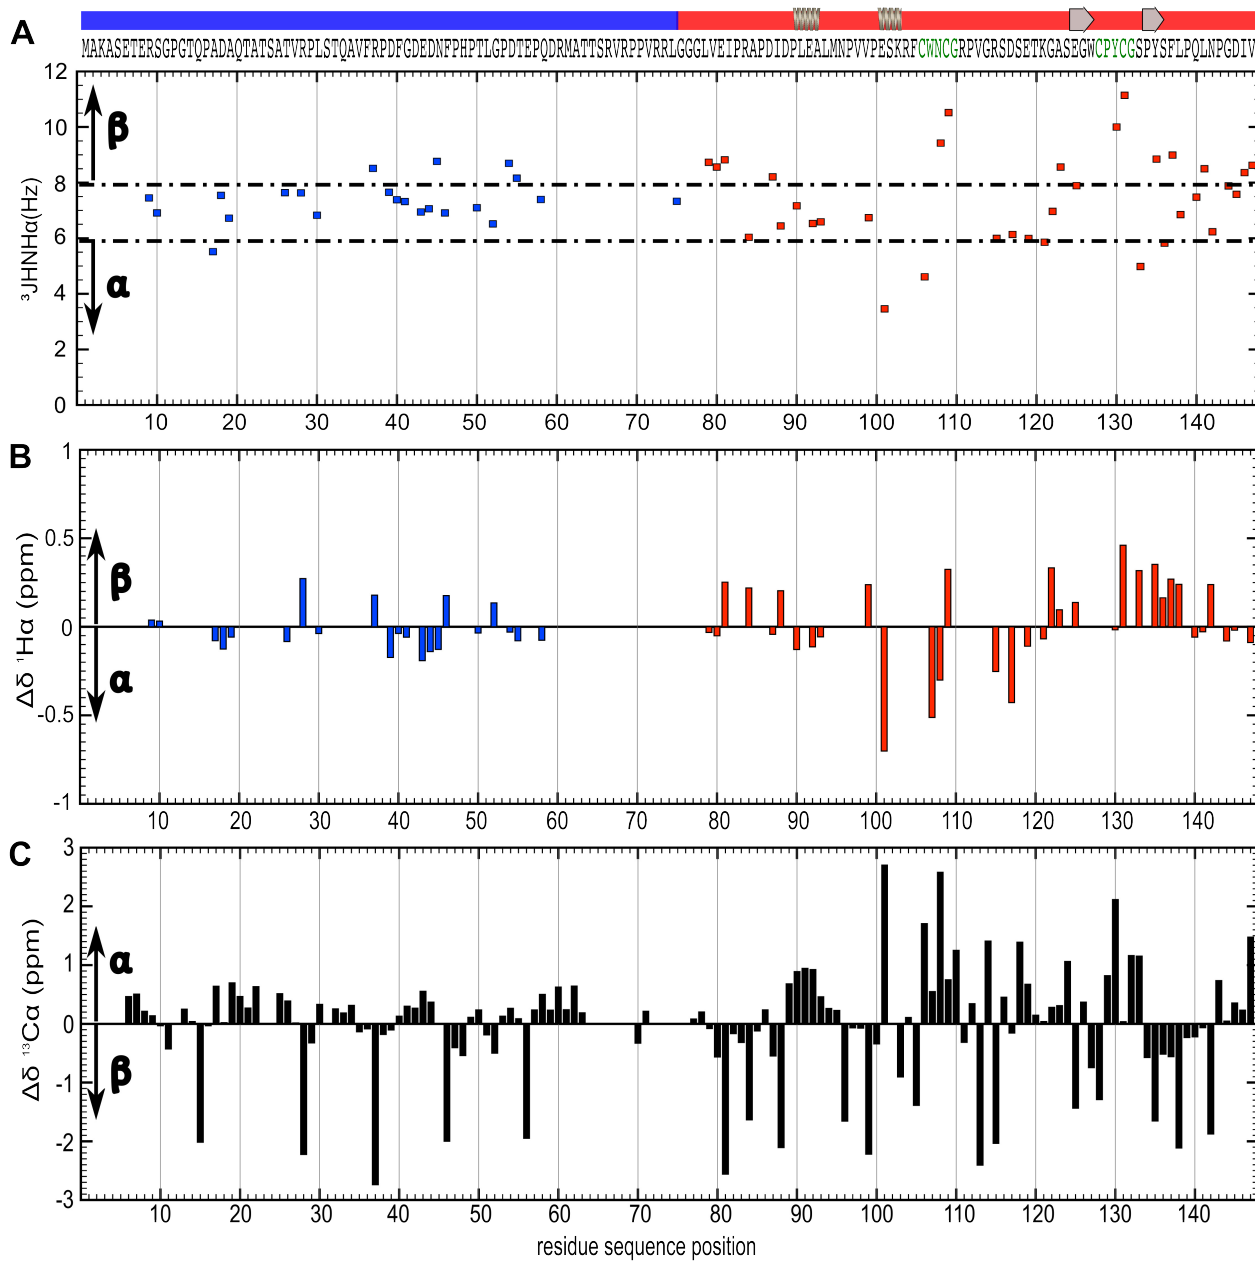 A
MAKASETERSGPGTQPADAQTATSATVRPLSTQAVFRPDFGDEDNFPHPTLGPDTEPQDRMATTSRVRPPVRRLGGGLVEIPRAPDIDPLEALMNPVVPESKRFCWNCGRPVGRSDSETKGASEGWCPYCGSPYSFLPQLNPGDIV
12
10
8
6
4
2
0
³JHNHα(Hz)
β
α
10 20 30 40 50 60 70 80 90 100 110 120 130 140
B
1
0.5
0
-0.5
-1
Δδ ¹Hα (ppm)
β
α
10 20 30 40 50 60 70 80 90 100 110 120 130 140
C
3
2
1
0
-1
-2
-3
Δδ ¹³Cα (ppm)
α
β
10 20 30 40 50 60 70 80 90 100 110 120 130 140
residue sequence position